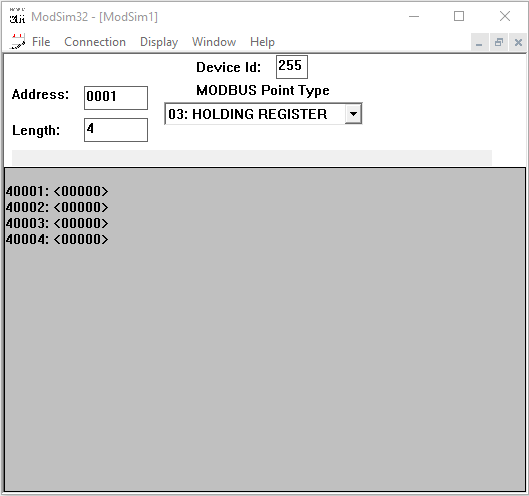 ModSim32 - [ModSim1]
File Connection Display Window Help
Device Id: 255
Address: 0001
MODBUS Point Type
03: HOLDING REGISTER
Length: 4
40001: <00000>
40002: <00000>
40003: <00000>
40004: <00000>